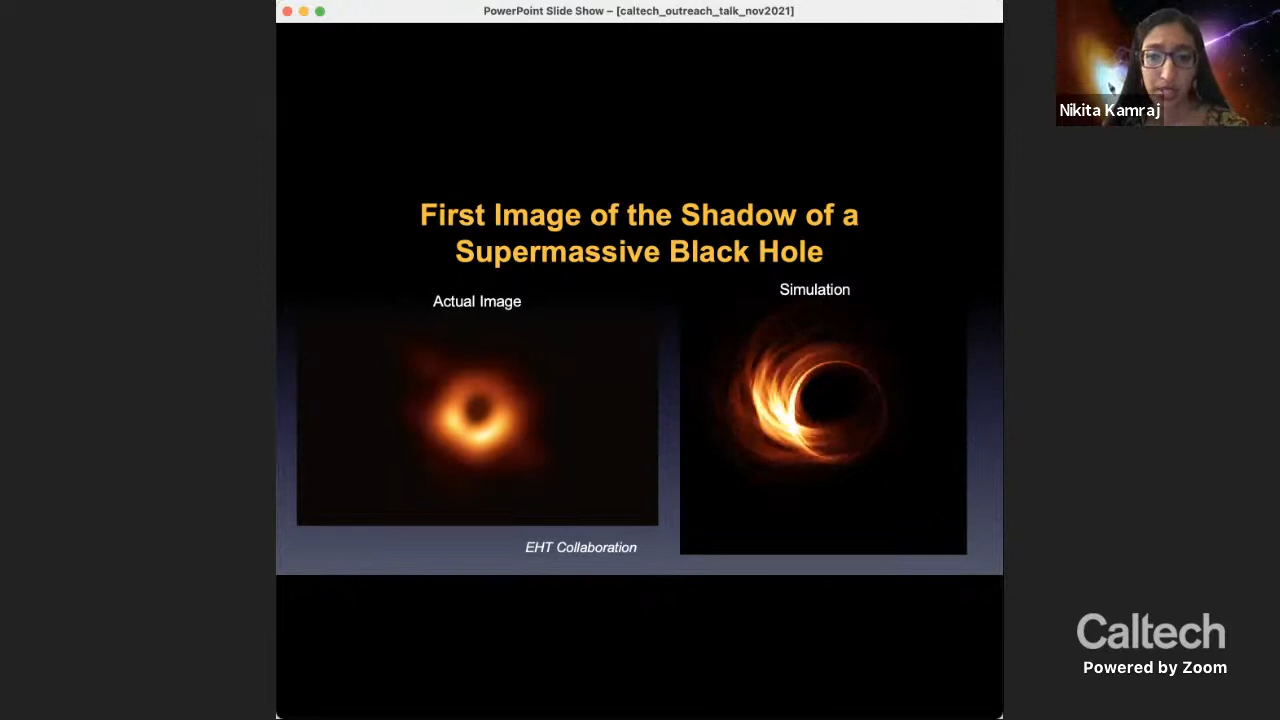 PowerPoint Slide Show – [caltech_outreach_talk_nov2021]
Nikita Kamraj
First Image of the Shadow of a
Supermassive Black Hole
Actual Image
Simulation
EHT Collaboration
Caltech
Powered by Zoom